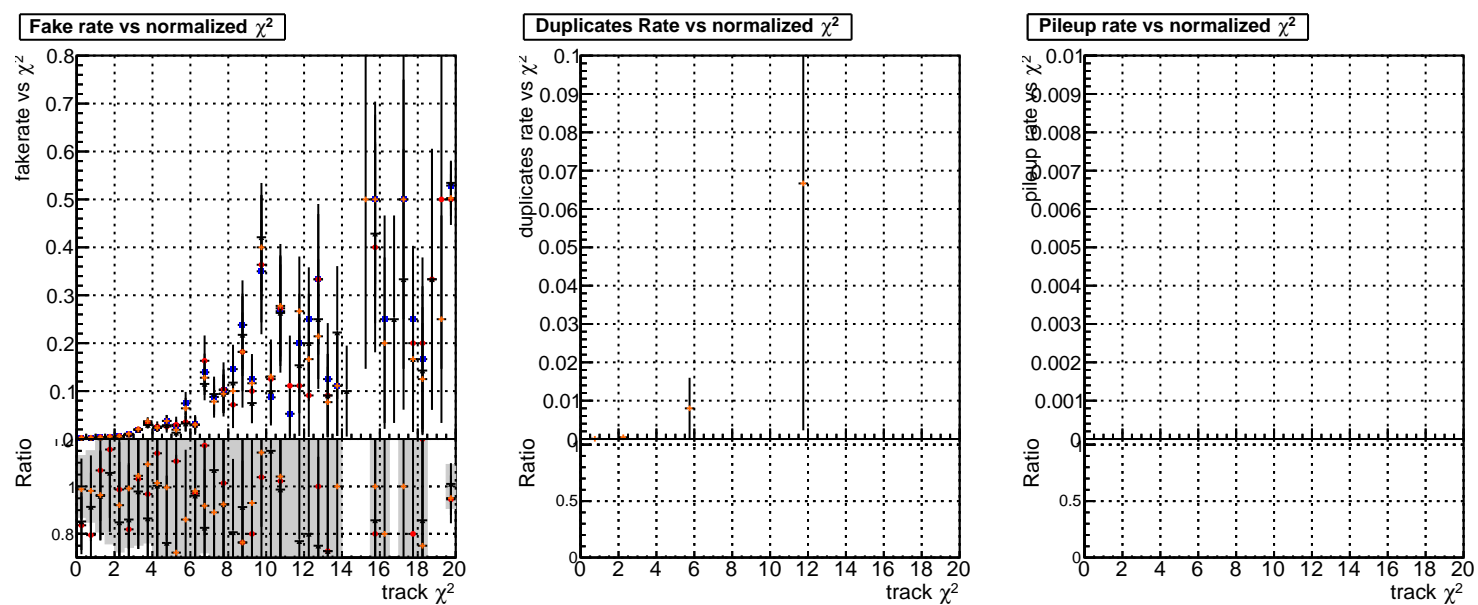 Fake rate vs normalized χ²
fakerate vs χ²
0.8
0.7
0.6
0.5
0.4
0.3
0.2
0.1
0
Ratio
1.2
1
0.8
0 2 4 6 8 10 12 14 16 18 20
track χ²
Duplicates Rate vs normalized χ²
duplicates rate vs χ²
0.1
0.09
0.08
0.07
0.06
0.05
0.04
0.03
0.02
0.01
0
Ratio
1
0.5
0
0 2 4 6 8 10 12 14 16 18 20
track χ²
Pileup rate vs normalized χ²
pileup rate vs χ²
0.01
0.009
0.008
0.007
0.006
0.005
0.004
0.003
0.002
0.001
0
Ratio
1
0.5
0
0 2 4 6 8 10 12 14 16 18 20
track χ²